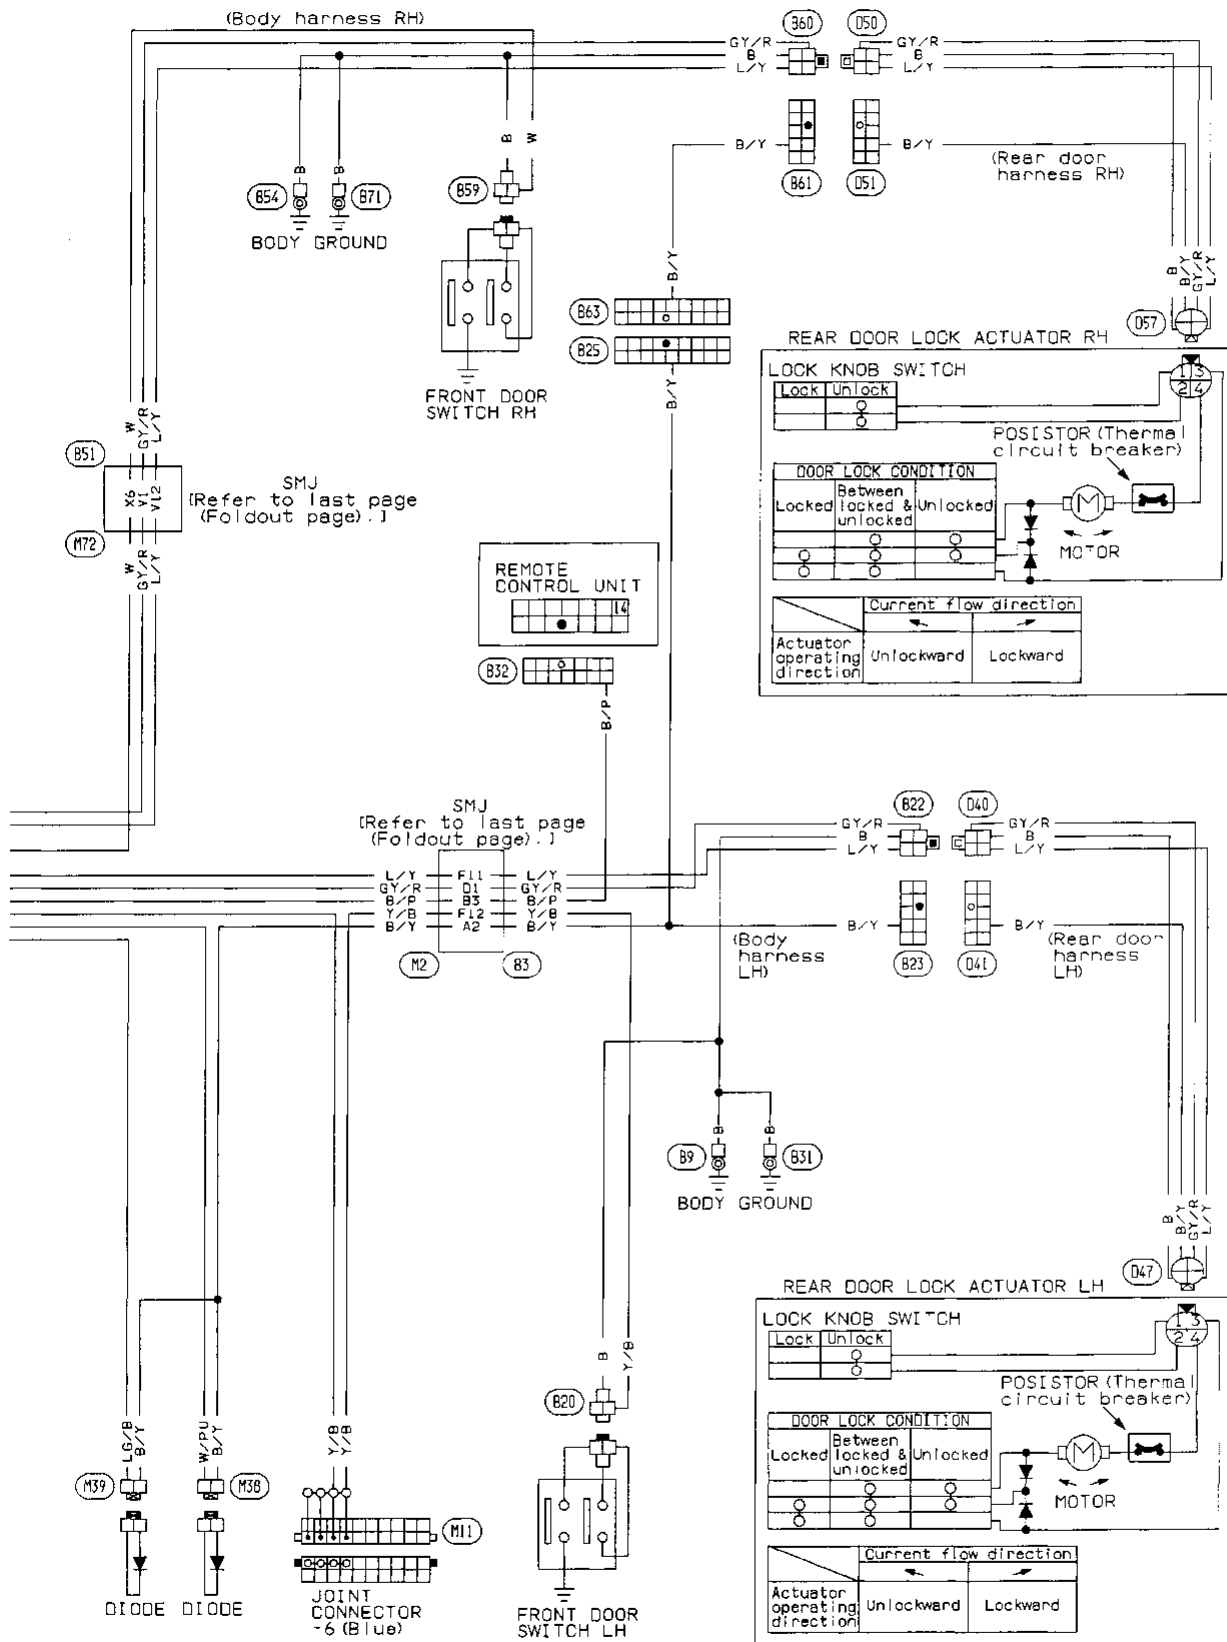 (Body harness RH)
B60
D50
GY/R
B
L/Y
GY/R
B
L/Y
B
W
B/Y
B/Y
(Rear door
harness RH)
B61
D51
B
B
B54
B71
B59
BODY GROUND
B/Y
B
B/Y
GY/R
L/Y
B63
B25
D57
FRONT DOOR
SWITCH RH
B/Y
REAR DOOR LOCK ACTUATOR RH
LOCK KNOB SWITCH
Lock Unlock
1 3
2 4
POSISTOR (Thermal
circuit breaker)
DOOR LOCK CONDITION
Locked
Between
locked &
unlocked
Unlocked
M
MOTOR
Current flow direction
Actuator
operating
direction
Unlockward
Lockward
W
GY/R
L/Y
B51
X6
V1
V12
SMJ
[Refer to last page
(Foldout page).]
M72
W
GY/R
L/Y
REMOTE
CONTROL UNIT
14
B32
B/P
SMJ
[Refer to last page
(Foldout page).]
B22
D40
GY/R
B
L/Y
GY/R
B
L/Y
L/Y F11 L/Y
GY/R D1 GY/R
B/P B3 B/P
Y/B F12 Y/B
B/Y A2 B/Y
M2
B3
(Body
harness
LH)
B/Y
B/Y
(Rear door
harness
LH)
B23
D41
B
B
B9
B31
BODY GROUND
B
B/Y
GY/R
L/Y
D47
REAR DOOR LOCK ACTUATOR LH
LOCK KNOB SWITCH
Lock Unlock
1 3
2 4
POSISTOR (Thermal
circuit breaker)
DOOR LOCK CONDITION
Locked
Between
locked &
unlocked
Unlocked
M
MOTOR
Current flow direction
Actuator
operating
direction
Unlockward
Lockward
B
Y/B
B20
LG/B
B/Y
W/PU
B/Y
Y/B
Y/B
M39
M38
M11
DIODE DIODE
JOINT
CONNECTOR
-6 (Blue)
FRONT DOOR
SWITCH LH